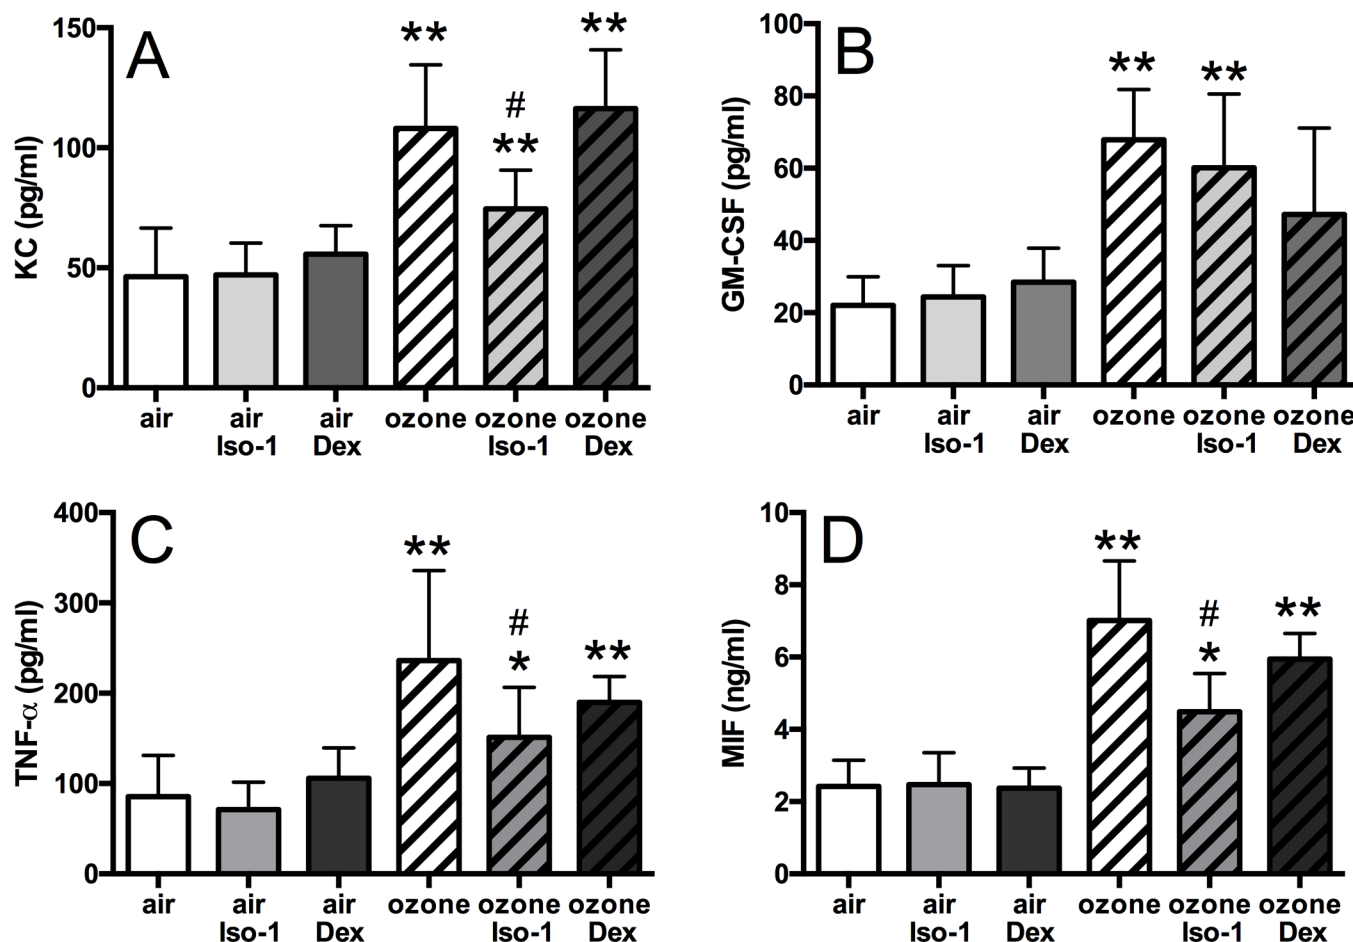 A
KC (pg/ml)
150
100
50
0
**
#
**
**
air
air
Iso-1
air
Dex
ozone
ozone
Iso-1
ozone
Dex
B
GM-CSF (pg/ml)
100
80
60
40
20
0
**
**
air
air
Iso-1
air
Dex
ozone
ozone
Iso-1
ozone
Dex
C
TNF-α (pg/ml)
400
300
200
100
0
**
#
*
**
air
air
Iso-1
air
Dex
ozone
ozone
Iso-1
ozone
Dex
D
MIF (ng/ml)
10
8
6
4
2
0
**
#
*
**
air
air
Iso-1
air
Dex
ozone
ozone
Iso-1
ozone
Dex